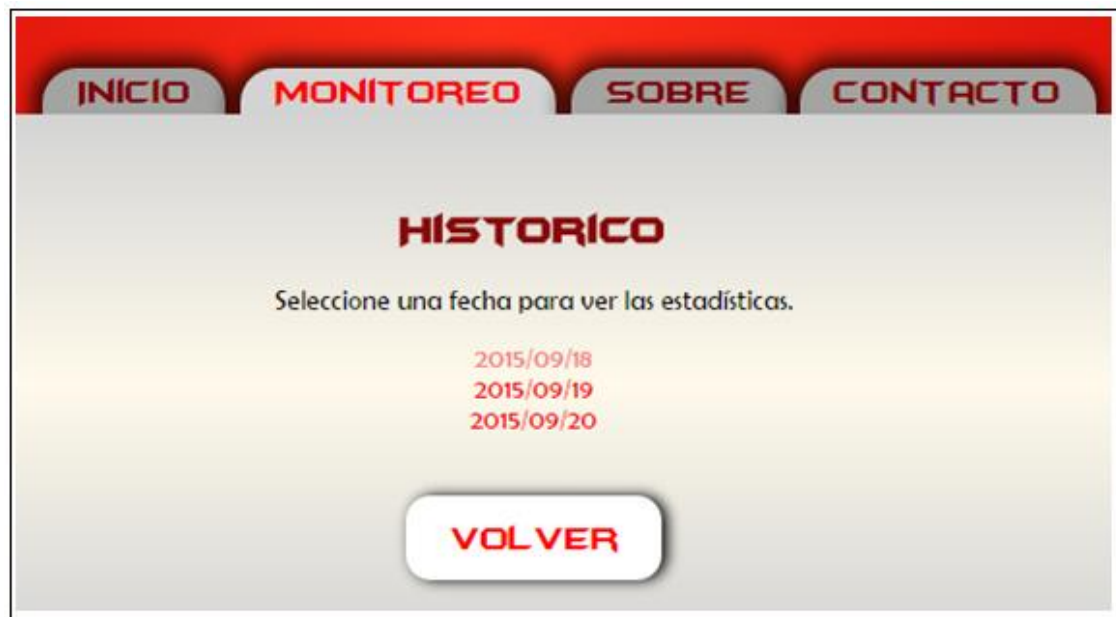 INICIO MONITOREO SOBRE CONTACTO
HISTORICO
Seleccione una fecha para ver las estadísticas.
2015/09/18
2015/09/19
2015/09/20
VOLVER